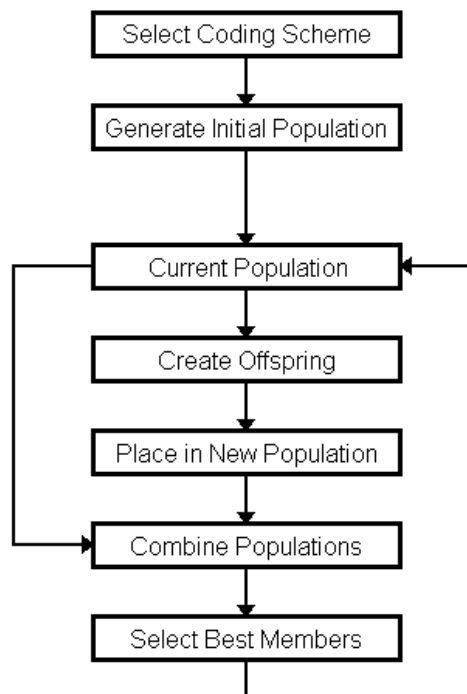 Select Coding Scheme
Generate Initial Population
Current Population
Create Offspring
Place in New Population
Combine Populations
Select Best Members